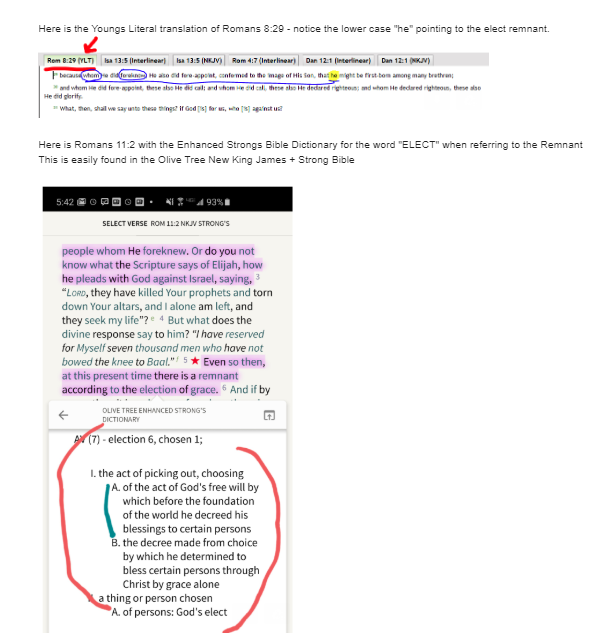 Here is the Youngs Literal translation of Romans 8:29 - notice the lower case "he" pointing to the elect remnant.
Rom 8:29 (YLT) Isa 13:5 (Interlinear) Isa 13:5 (NKJV) Rom 4:7 (Interlinear) Dan 12:1 (Interlinear) Dan 12:1 (NKJV)
because whom He did foreknow, He also did fore-appoint, conformed to the image of His Son, that he might be first-born among many brethren;
and whom He did fore-appoint, these also He did call; and whom He did call, these also He declared righteous; and whom He declared righteous, these also
He did glorify.
What, then, shall we say unto these things? if God [is] for us, who [is] against us?
Here is Romans 11:2 with the Enhanced Strongs Bible Dictionary for the word "ELECT" when referring to the Remnant
This is easily found in the Olive Tree New King James + Strong Bible
5:42 93%
SELECT VERSE ROM 11:2 NKJV STRONG'S
people whom He foreknew. Or do you not
know what the Scripture says of Elijah, how
he pleads with God against Israel, saying, 3
"LORD, they have killed Your prophets and torn
down Your altars, and I alone am left, and
they seek my life"? e 4 But what does the
divine response say to him? "I have reserved
for Myself seven thousand men who have not
bowed the knee to Baal." f 5 ★ Even so then,
at this present time there is a remnant
according to the election of grace. 6 And if by
OLIVE TREE ENHANCED STRONG'S
DICTIONARY
AV (7) - election 6, chosen 1;
I. the act of picking out, choosing
A. of the act of God's free will by
which before the foundation
of the world he decreed his
blessings to certain persons
B. the decree made from choice
by which he determined to
bless certain persons through
Christ by grace alone
a thing or person chosen
A. of persons: God's elect